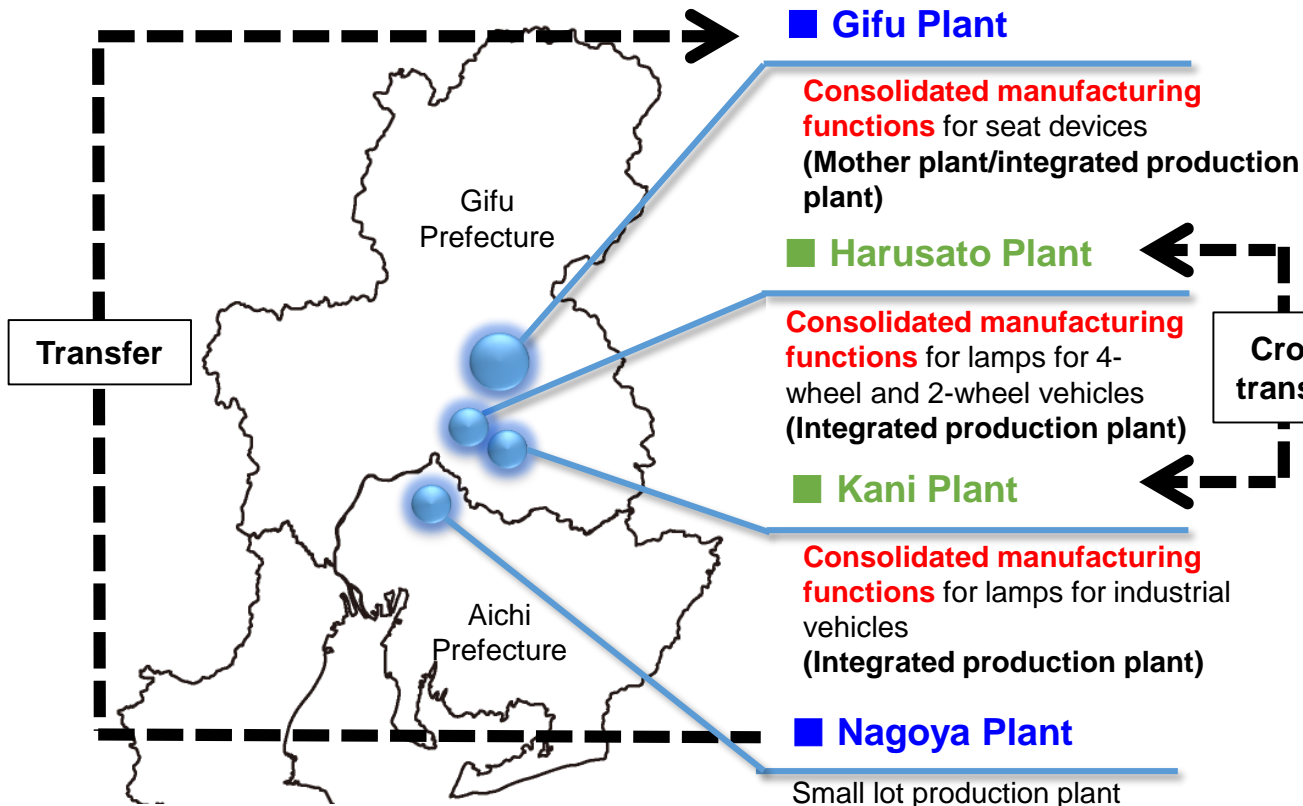 Gifu Plant
Consolidated manufacturing
functions for seat devices
(Mother plant/integrated production
plant)
Gifu
Prefecture
Harusato Plant
Transfer
Consolidated manufacturing
functions for lamps for 4-
wheel and 2-wheel vehicles
(Integrated production plant)
Kani Plant
Consolidated manufacturing
functions for lamps for industrial
vehicles
(Integrated production plant)
Aichi
Prefecture
Nagoya Plant
Small lot production plant